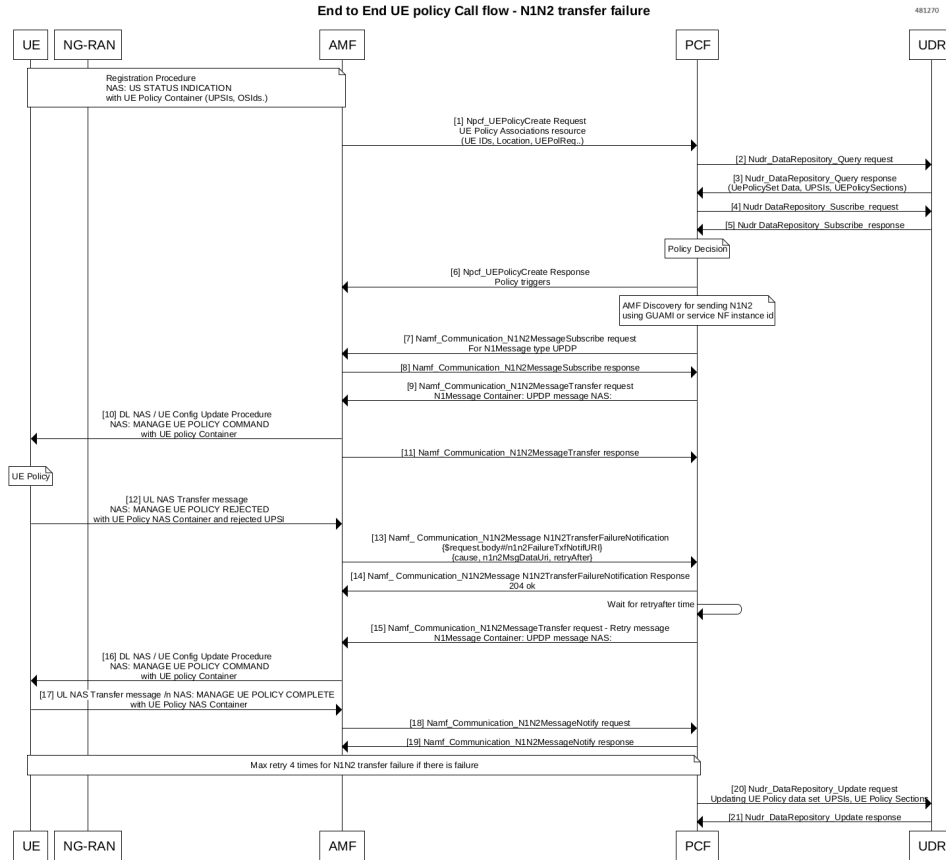 End to End UE policy Call flow - N1N2 transfer failure
481270
UE
NG-RAN
AMF
PCF
UDR
Registration Procedure
NAS: US STATUS INDICATION
with UE Policy Container (UPSIs, OSIds.)
[1] Npcf_UEPolicyCreate Request
UE Policy Associations resource
(UE IDs, Location, UEPolReq..)
[2] Nudr_DataRepository_Query request
[3] Nudr_DataRepository_Query response
(UePolicySet Data, UPSIs, UEPolicySections)
[4] Nudr DataRepository_Suscribe_request
[5] Nudr DataRepository_Subscribe_response
Policy Decision
[6] Npcf_UEPolicyCreate Response
Policy triggers
AMF Discovery for sending N1N2
using GUAMI or service NF instance id
[7] Namf_Communication_N1N2MessageSubscribe request
For N1Message type UPDP
[8] Namf_Communication_N1N2MessageSubscribe response
[9] Namf_Communication_N1N2MessageTransfer request
N1Message Container: UPDP message NAS:
[10] DL NAS / UE Config Update Procedure
NAS: MANAGE UE POLICY COMMAND
with UE policy Container
[11] Namf_Communication_N1N2MessageTransfer response
UE Policy
[12] UL NAS Transfer message
NAS: MANAGE UE POLICY REJECTED
with UE Policy NAS Container and rejected UPSI
[13] Namf_ Communication_N1N2Message N1N2TransferFailureNotification
{$request.body#/n1n2FailureTxfNotifURI}
{cause, n1n2MsgDataUri, retryAfter}
[14] Namf_ Communication_N1N2Message N1N2TransferFailureNotification Response
204 ok
Wait for retryafter time
[15] Namf_Communication_N1N2MessageTransfer request - Retry message
N1Message Container: UPDP message NAS:
[16] DL NAS / UE Config Update Procedure
NAS: MANAGE UE POLICY COMMAND
with UE policy Container
[17] UL NAS Transfer message /n NAS: MANAGE UE POLICY COMPLETE
with UE Policy NAS Container
[18] Namf_Communication_N1N2MessageNotify request
[19] Namf_Communication_N1N2MessageNotify response
Max retry 4 times for N1N2 transfer failure if there is failure
[20] Nudr_DataRepository_Update request
Updating UE Policy data set UPSIs, UE Policy Sections
[21] Nudr_DataRepository_Update response
UE
NG-RAN
AMF
PCF
UDR